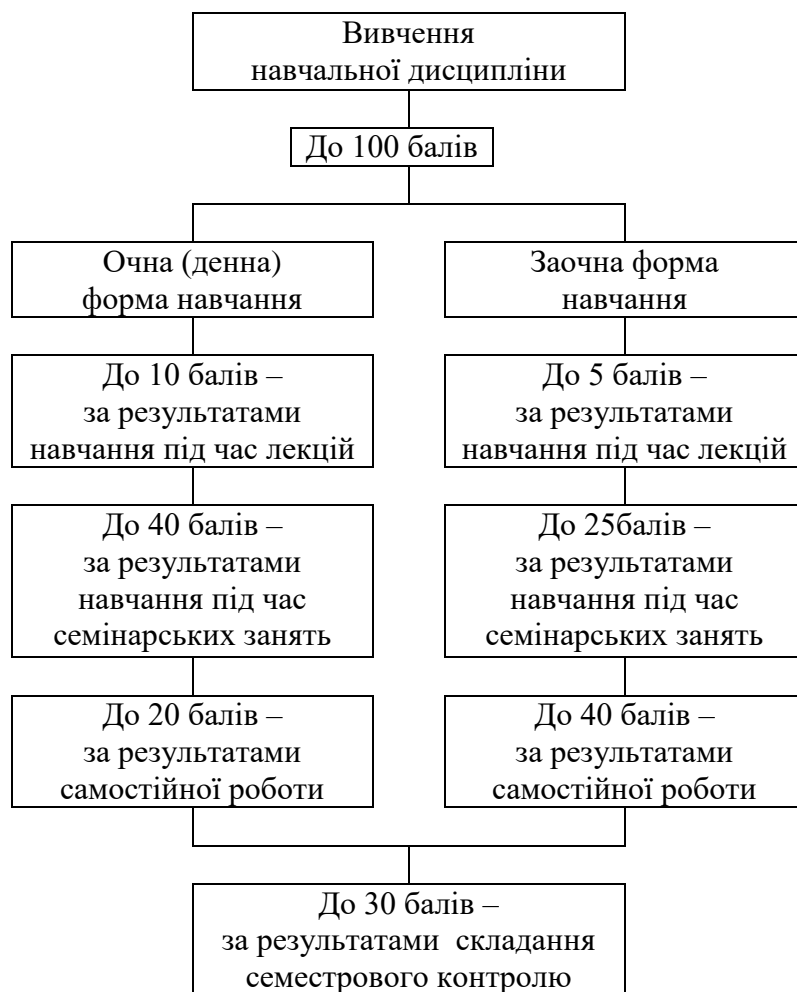 Вивчення
навчальної дисципліни
До 100 балів
Очна (денна)
форма навчання
Заочна форма
навчання
До 10 балів –
за результатами
навчання під час лекцій
До 5 балів –
за результатами
навчання під час лекцій
До 40 балів –
за результатами
навчання під час
семінарських занять
До 25балів –
за результатами
навчання під час
семінарських занять
До 20 балів –
за результатами
самостійної роботи
До 40 балів –
за результатами
самостійної роботи
До 30 балів –
за результатами складання
семестрового контролю